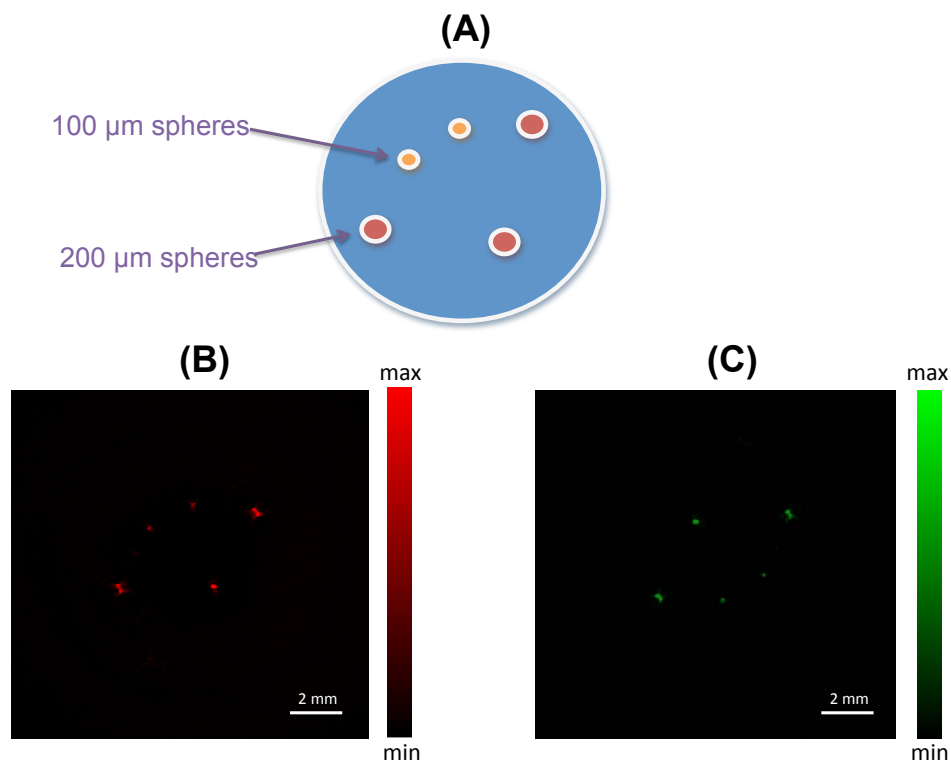 (A)
100 µm spheres
200 µm spheres
(B)
(C)
max
max
2 mm
2 mm
min
min